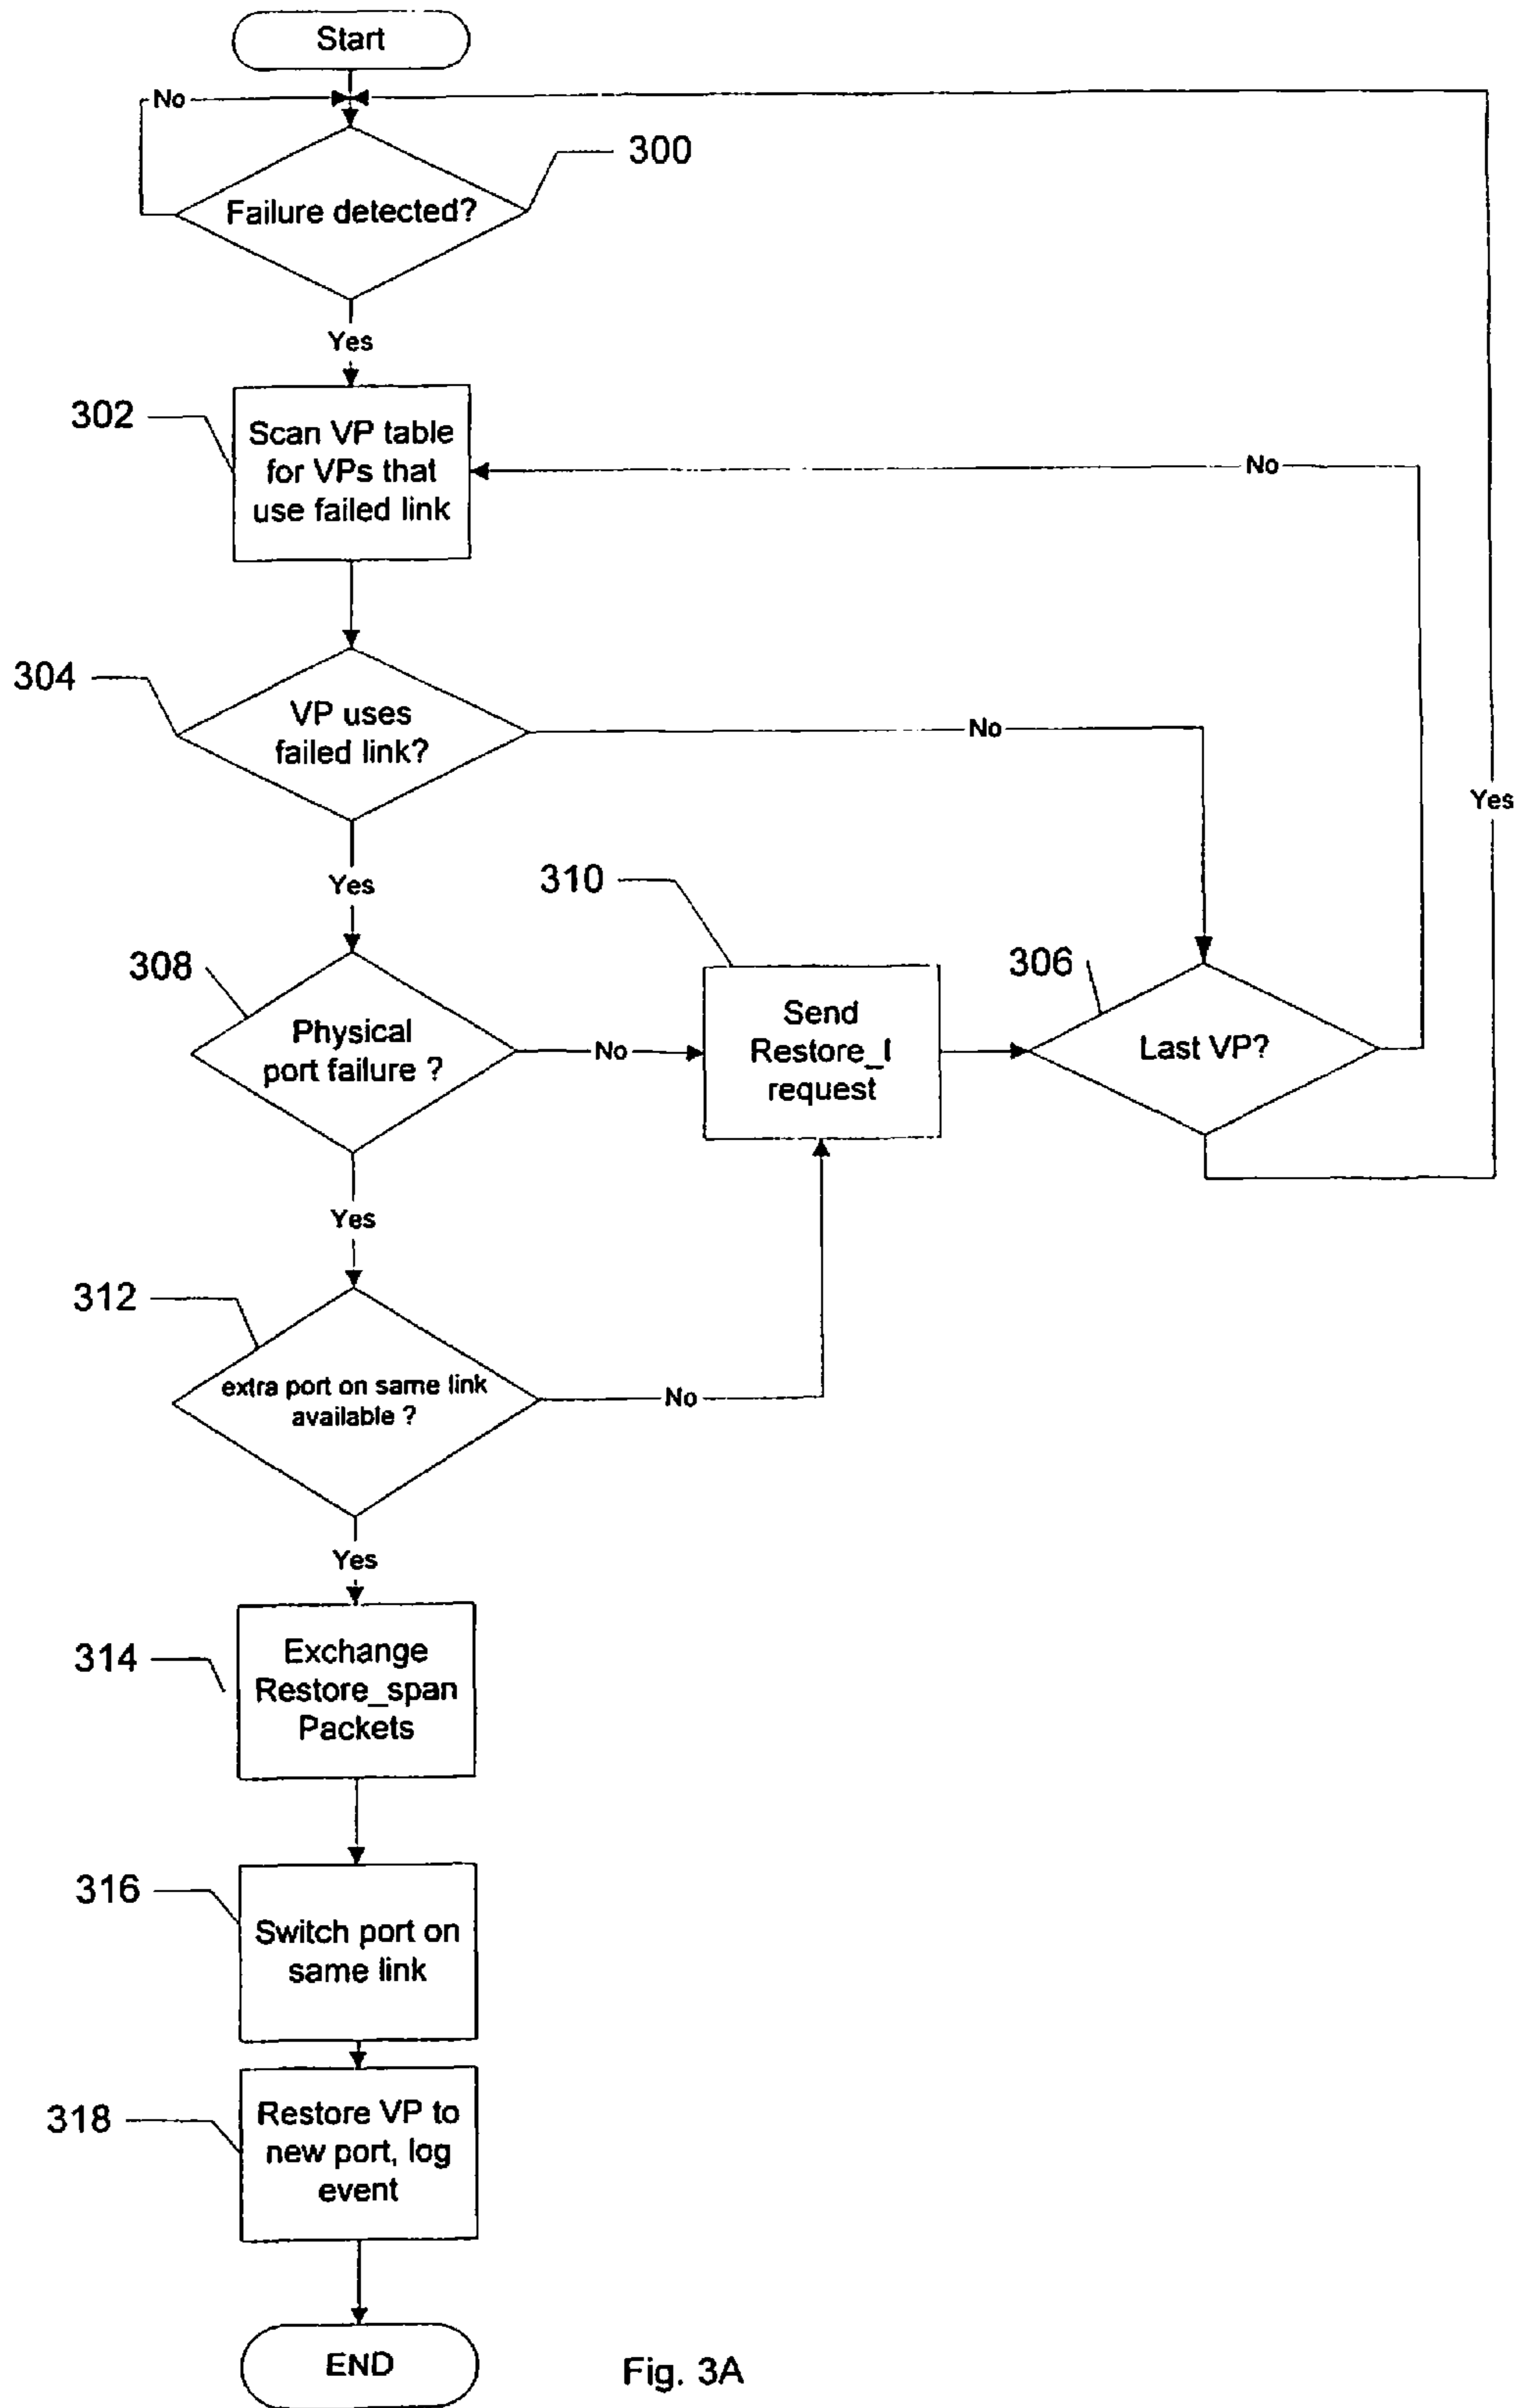 Start
No
300
Failure detected?
Yes
302
Scan VP table
for VPs that
use failed link
No
304
VP uses
failed link?
No
Yes
Yes
310
308
306
Physical
port failure ?
No
Send
Restore_I
request
Last VP?
Yes
312
extra port on same link
available ?
No
Yes
314
Exchange
Restore_span
Packets
316
Switch port on
same link
318
Restore VP to
new port, log
event
END
Fig. 3A